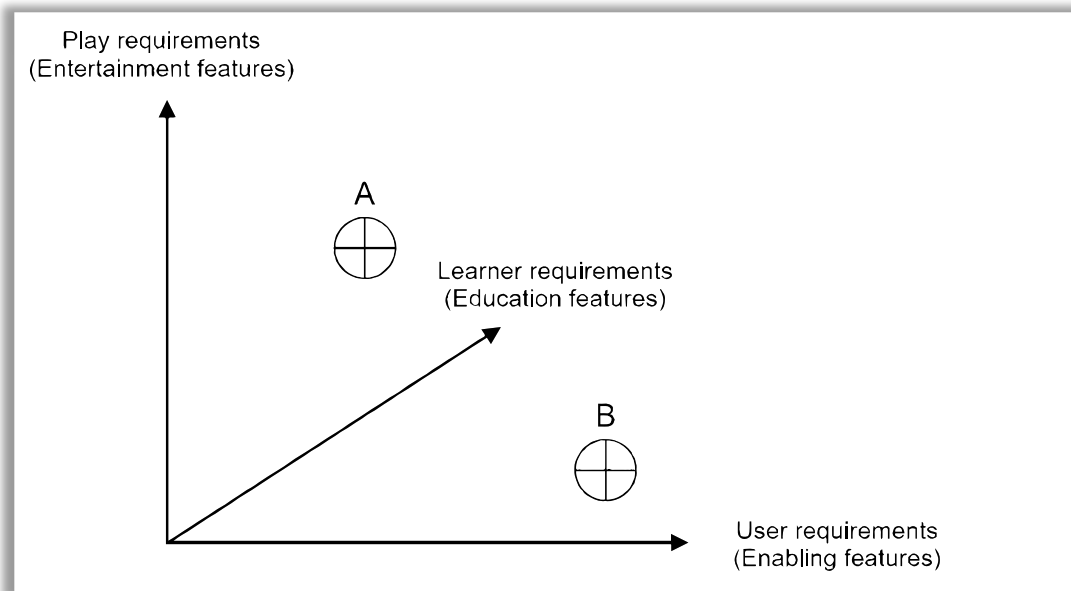 Play requirements
(Entertainment features)
A
Learner requirements
(Education features)
B
User requirements
(Enabling features)